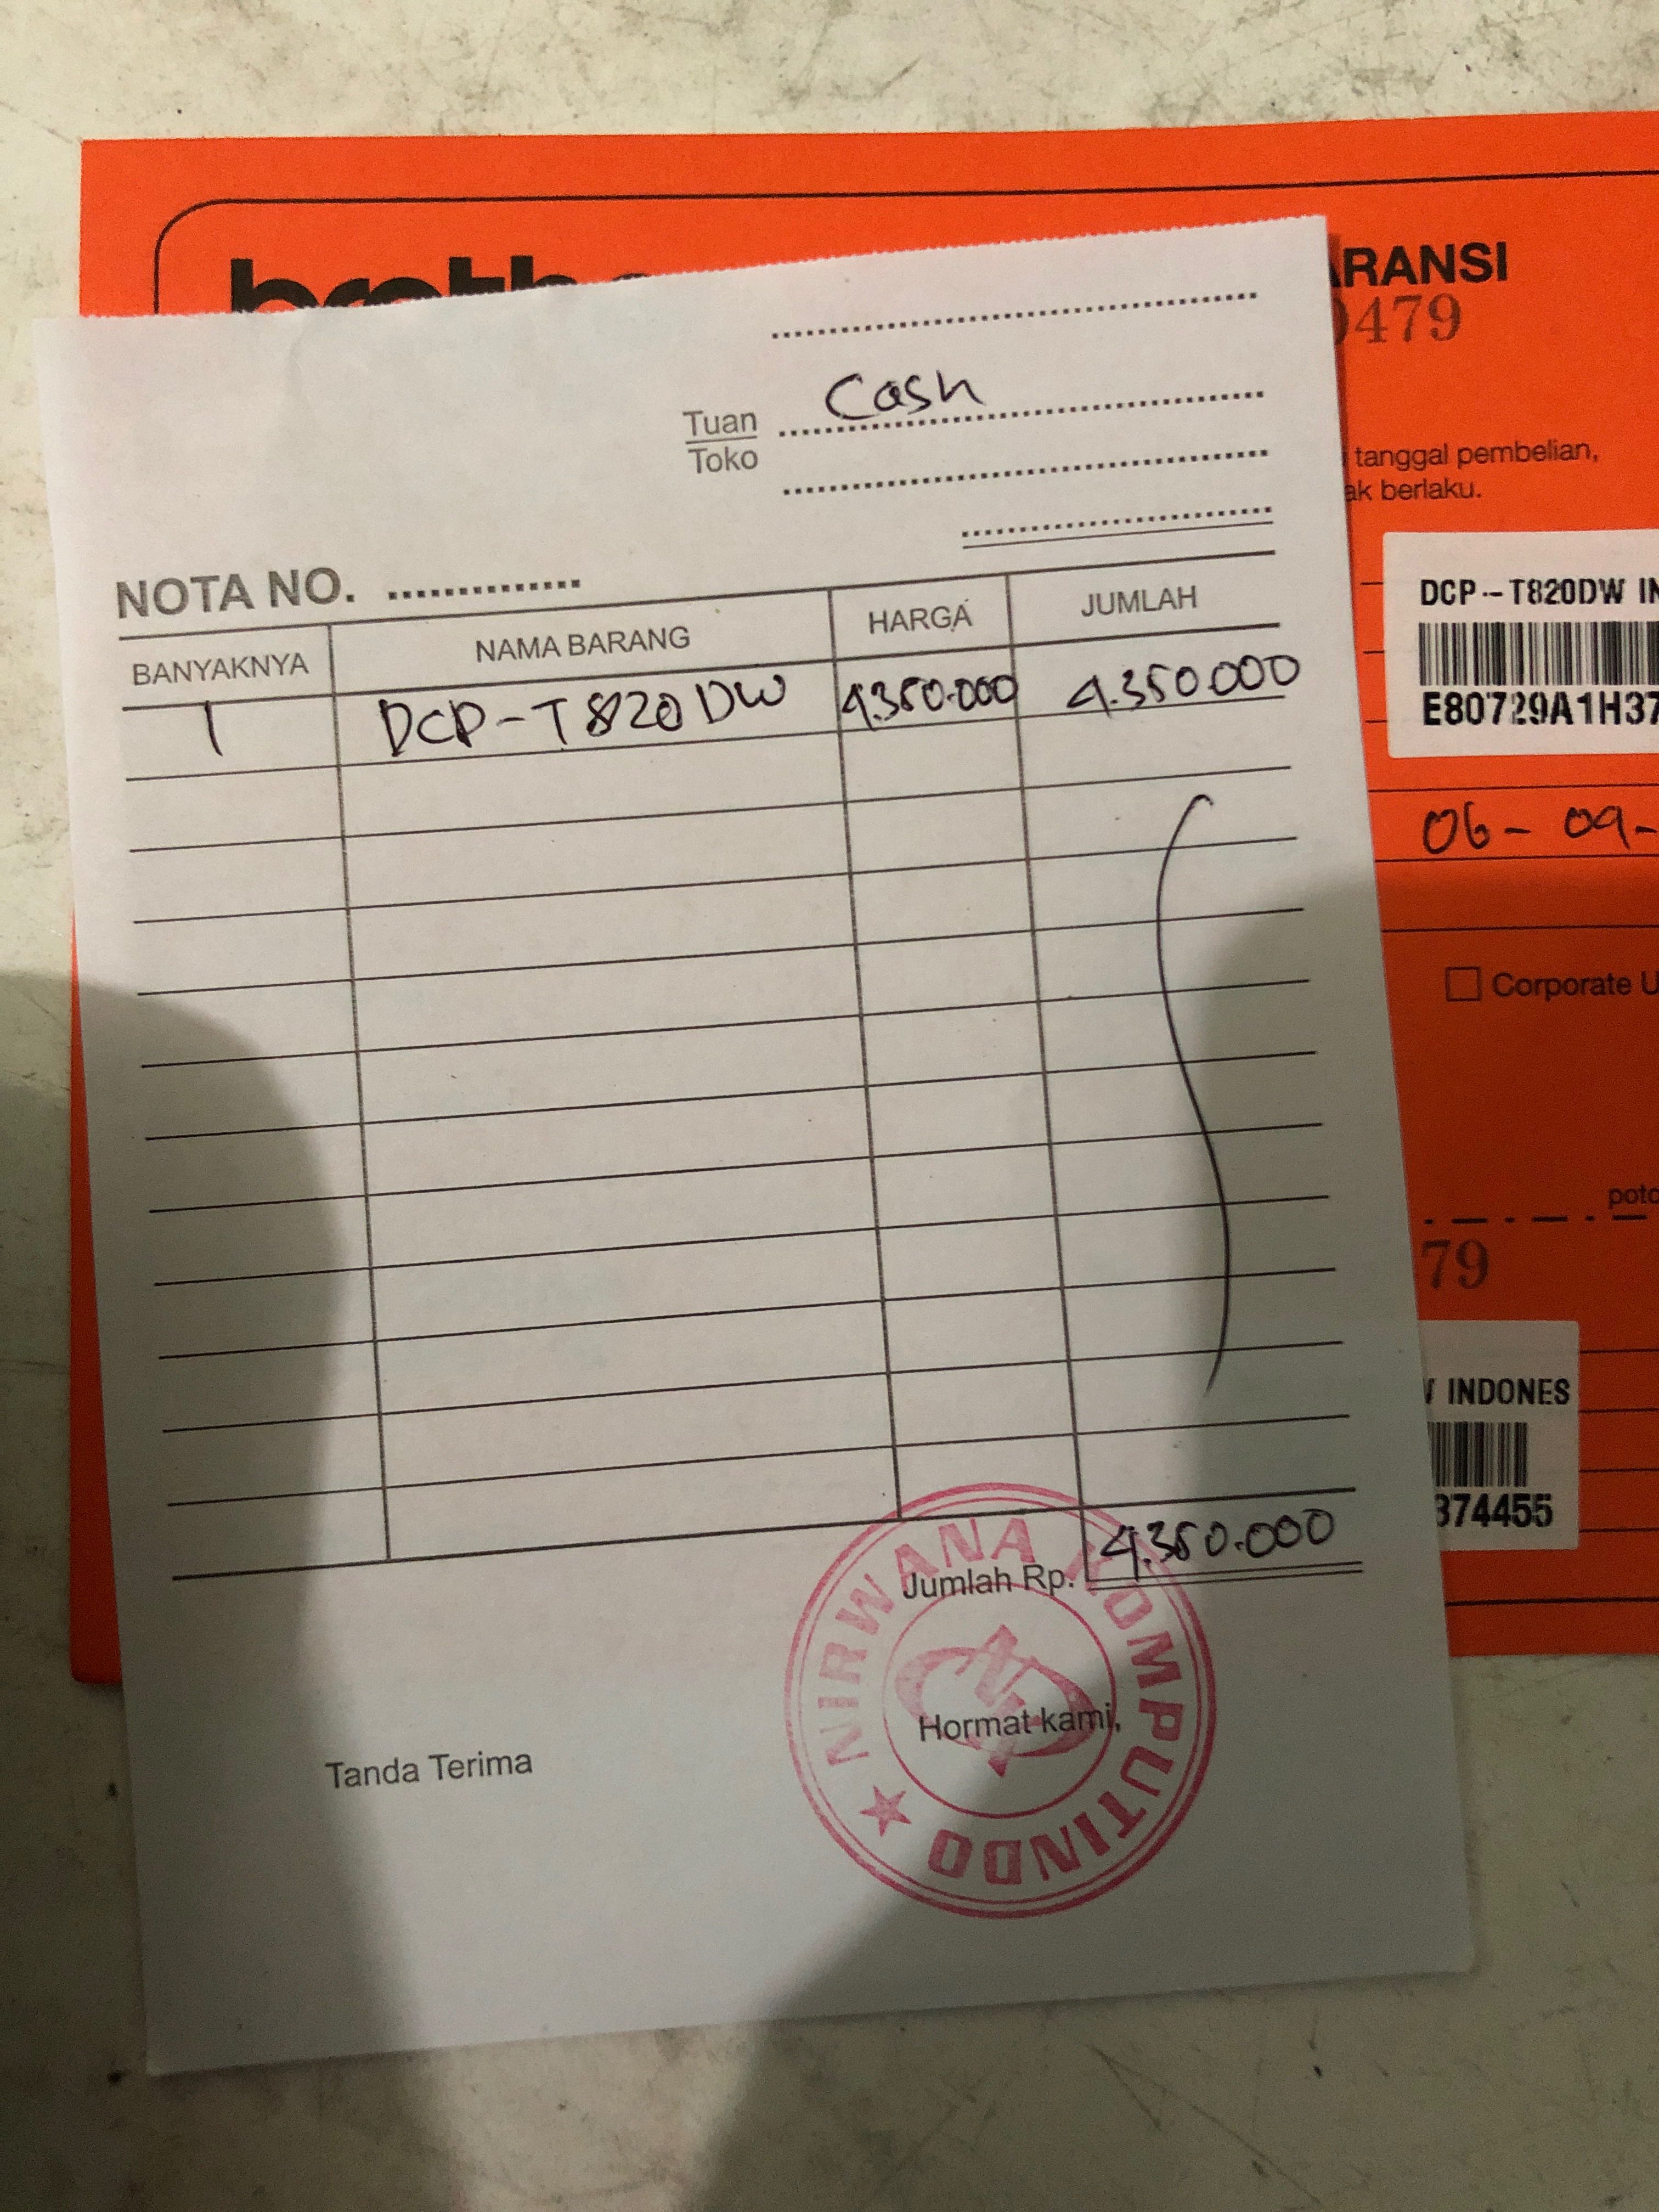 ARANSI
0479
Cash
Tuan
Toko
tanggal pembelian,
ak berlaku.
NOTA NO. ..............
BANYAKNYA NAMA BARANG HARGA JUMLAH
1 DCP-T820DW 4.350.000 4.350.000
DCP-T820DW IN
E80729A1H37
06-09-
Corporate U
poto
79
INDONES
374455
Jumlah Rp. 4.350.000
NIRWANA KOMPUTINDO
Hormat kami,
Tanda Terima